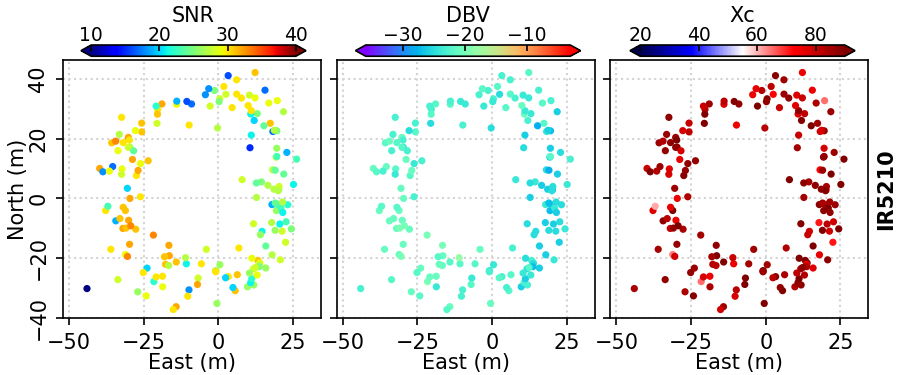 SNR DBV Xc
10 20 30 40 −30 −20 −10 20 40 60 80
North (m)
40
20
0
−20
−40
−50 −25 0 25 −50 −25 0 25 −50 −25 0 25
East (m) East (m) East (m)
IR5210